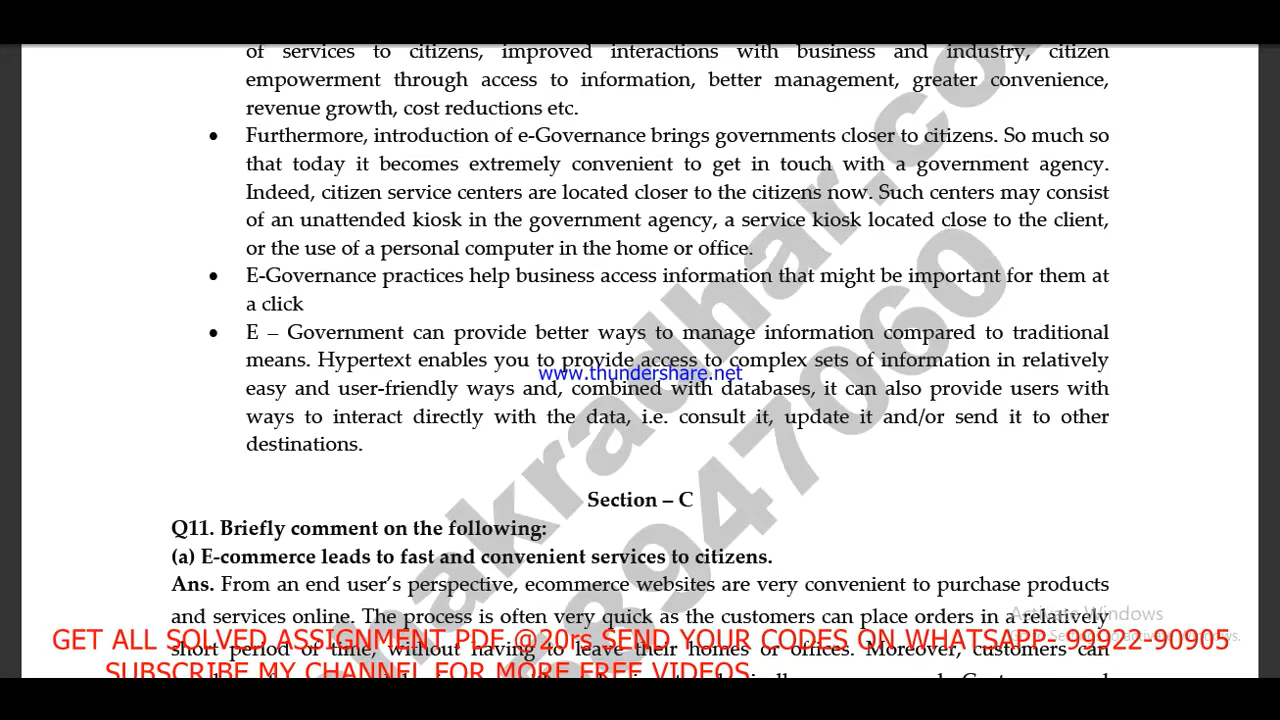 of services to citizens, improved interactions with business and industry, citizen
empowerment through access to information, better management, greater convenience,
revenue growth, cost reductions etc.
• Furthermore, introduction of e-Governance brings governments closer to citizens. So much so
that today it becomes extremely convenient to get in touch with a government agency.
Indeed, citizen service centers are located closer to the citizens now. Such centers may consist
of an unattended kiosk in the government agency, a service kiosk located close to the client,
or the use of a personal computer in the home or office.
• E-Governance practices help business access information that might be important for them at
a click
• E – Government can provide better ways to manage information compared to traditional
means. Hypertext enables you to provide access to complex sets of information in relatively
www.thundershare.net
easy and user-friendly ways and, combined with databases, it can also provide users with
ways to interact directly with the data, i.e. consult it, update it and/or send it to other
destinations.
Section – C
Q11. Briefly comment on the following:
(a) E-commerce leads to fast and convenient services to citizens.
Ans. From an end user's perspective, ecommerce websites are very convenient to purchase products
and services online. The process is often very quick as the customers can place orders in a relatively
Activate Windows
GET ALL SOLVED ASSIGNMENT PDF @20rs SEND YOUR CODES ON WHATSAPP-99922-90905
short period of time, without having to leave their homes or offices. Moreover, customers can
SUBSCRIBE MY CHANNEL FOR MORE FREE VIDEOS